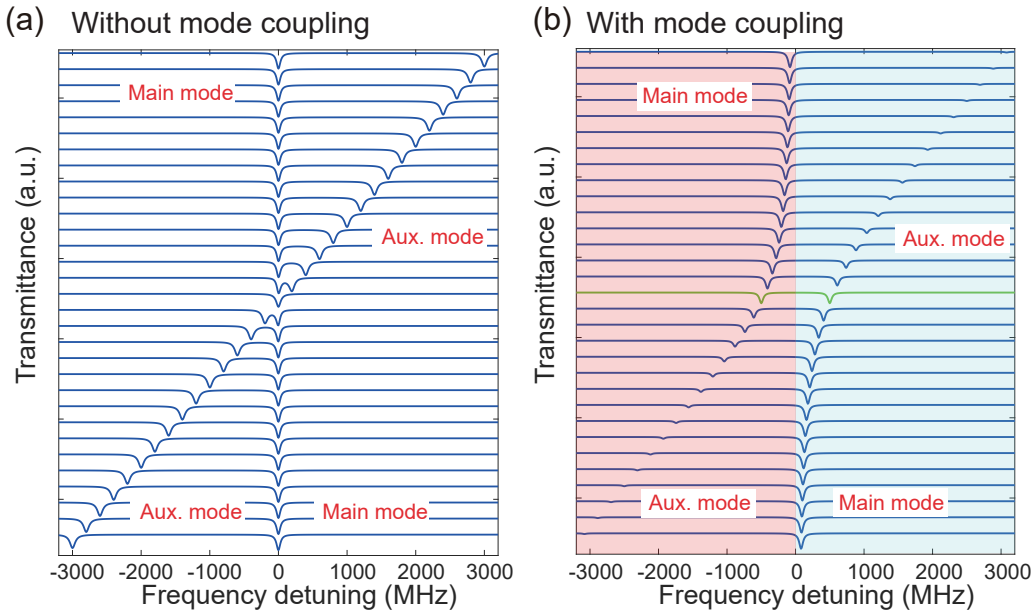 (a) Without mode coupling
Main mode
Aux. mode
Aux. mode
Main mode
Transmittance (a.u.)
-3000 -2000 -1000 0 1000 2000 3000
Frequency detuning (MHz)
(b) With mode coupling
Main mode
Aux. mode
Aux. mode
Main mode
Transmittance (a.u.)
-3000 -2000 -1000 0 1000 2000 3000
Frequency detuning (MHz)